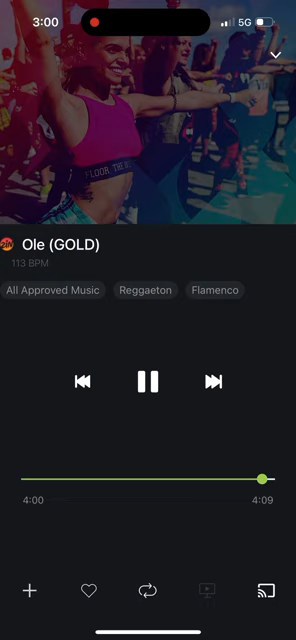 3:00
5G
Ole (GOLD)
113 BPM
All Approved Music
Reggaeton
Flamenco
4:00
4:09